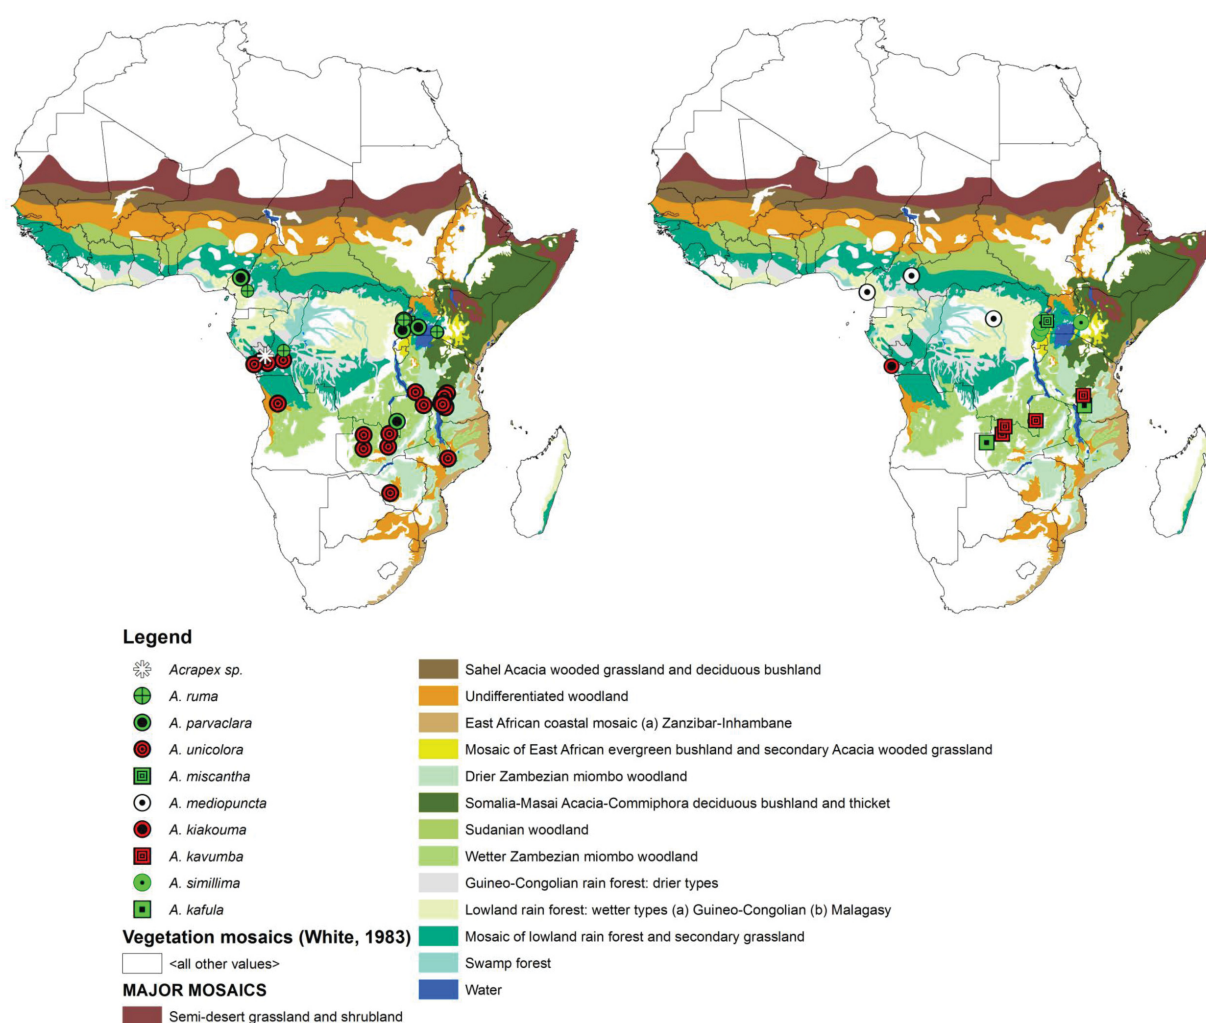 Legend
Acrapex sp.
A. ruma
A. parvaclara
A. unicolora
A. miscantha
A. mediopuncta
A. kiakouma
A. kavumba
A. simillima
A. kafula
Vegetation mosaics (White, 1983)
<all other values>
MAJOR MOSAICS
Semi-desert grassland and shrubland
Sahel Acacia wooded grassland and deciduous bushland
Undifferentiated woodland
East African coastal mosaic (a) Zanzibar-Inhambane
Mosaic of East African evergreen bushland and secondary Acacia wooded grassland
Drier Zambezian miombo woodland
Somalia-Masai Acacia-Commiphora deciduous bushland and thicket
Sudanian woodland
Wetter Zambezian miombo woodland
Guineo-Congolian rain forest: drier types
Lowland rain forest: wetter types (a) Guineo-Congolian (b) Malagasy
Mosaic of lowland rain forest and secondary grassland
Swamp forest
Water